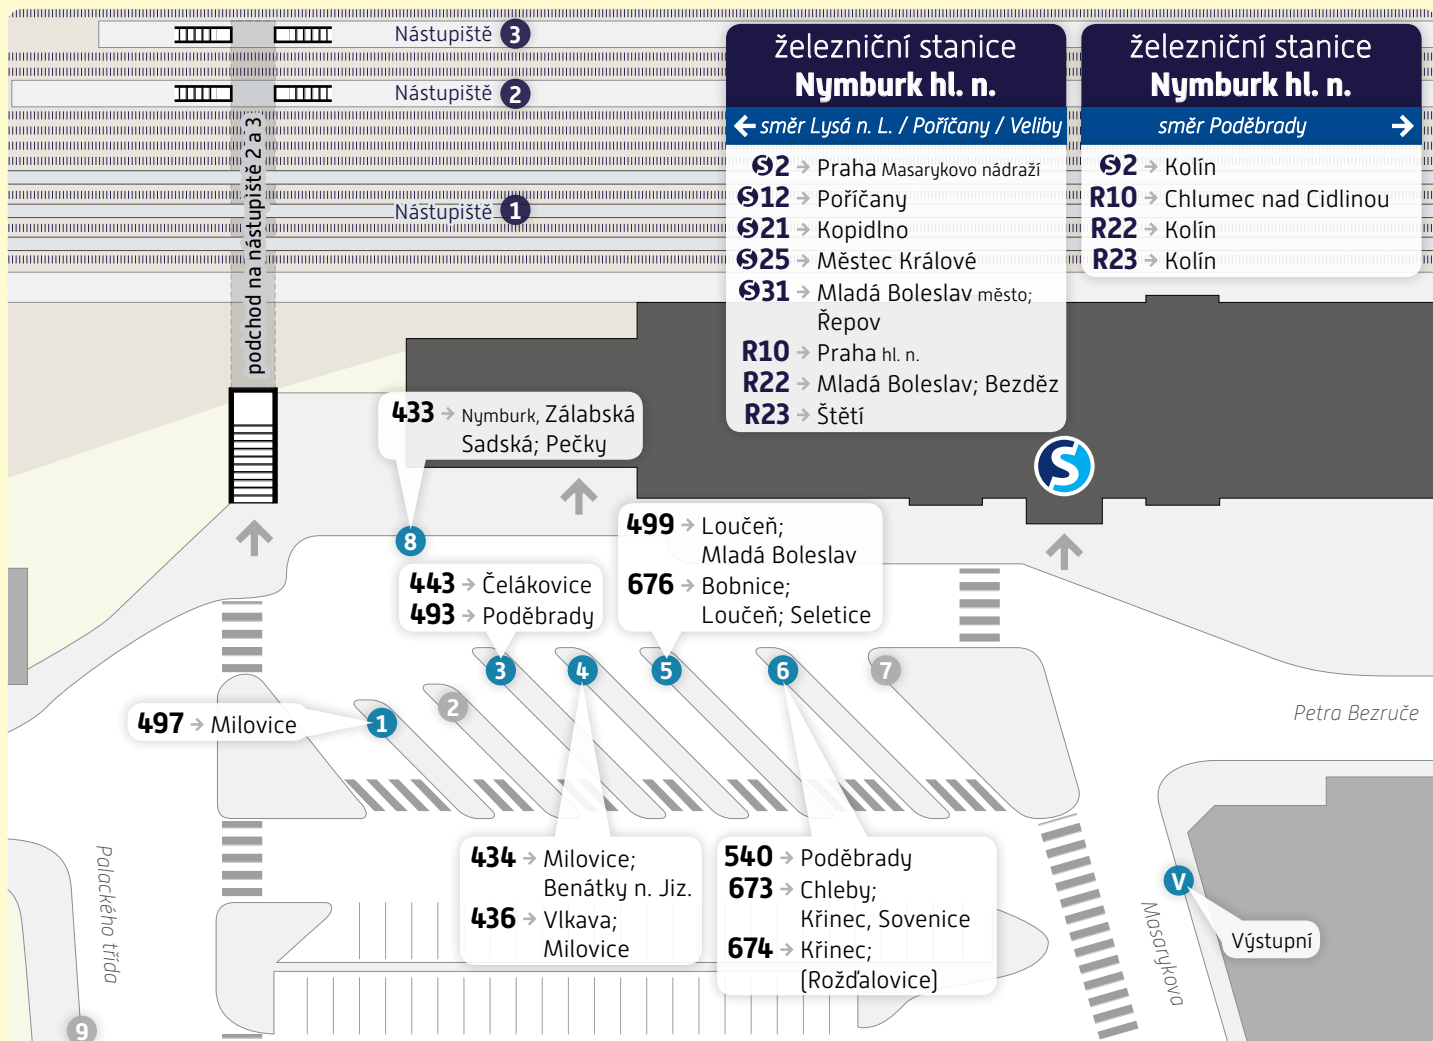 Nástupiště 3
Nástupiště 2
Nástupiště 1
podchod na nástupiště 2 a 3
železniční stanice
Nymburk hl. n.
← směr Lysá n. L. / Poříčany / Veliby
S2 → Praha Masarykovo nádraží
S12 → Poříčany
S21 → Kopidlno
S25 → Městec Králové
S31 → Mladá Boleslav město;
Řepov
R10 → Praha hl. n.
R22 → Mladá Boleslav; Bezděz
R23 → Štětí
železniční stanice
Nymburk hl. n.
směr Poděbrady →
S2 → Kolín
R10 → Chlumec nad Cidlinou
R22 → Kolín
R23 → Kolín
S
433 → Nymburk, Zálabská
Sadská; Pečky
8
499 → Loučeň;
Mladá Boleslav
676 → Bobnice;
Loučeň; Seletice
443 → Čelákovice
493 → Poděbrady
3
4
5
6
7
497 → Milovice
1
2
Petra Bezruče
434 → Milovice;
Benátky n. Jiz.
436 → Vlkava;
Milovice
540 → Poděbrady
673 → Chleby;
Křinec, Sovenice
674 → Křinec;
(Rožďalovice)
Palackého třída
Masarykova
V
Výstupní
9